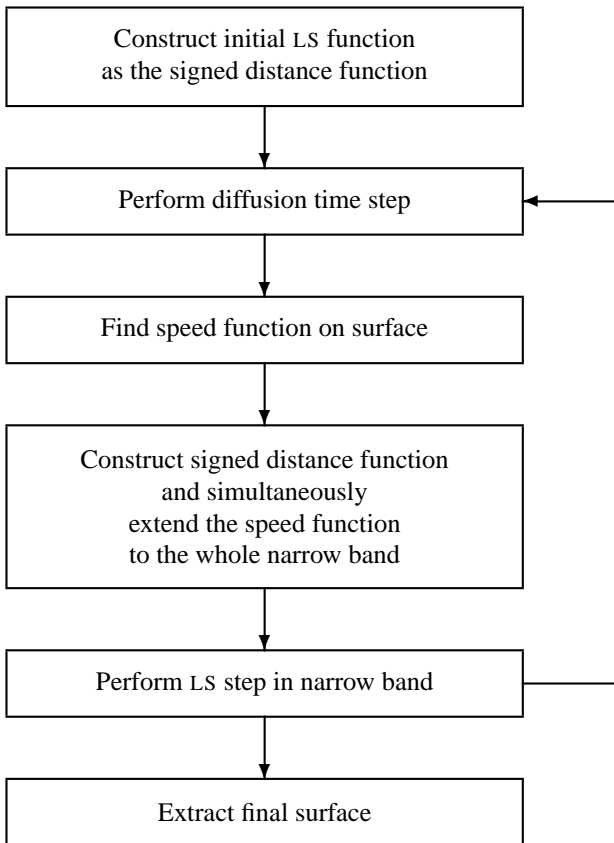 Construct initial LS function
as the signed distance function
Perform diffusion time step
Find speed function on surface
Construct signed distance function
and simultaneously
extend the speed function
to the whole narrow band
Perform LS step in narrow band
Extract final surface